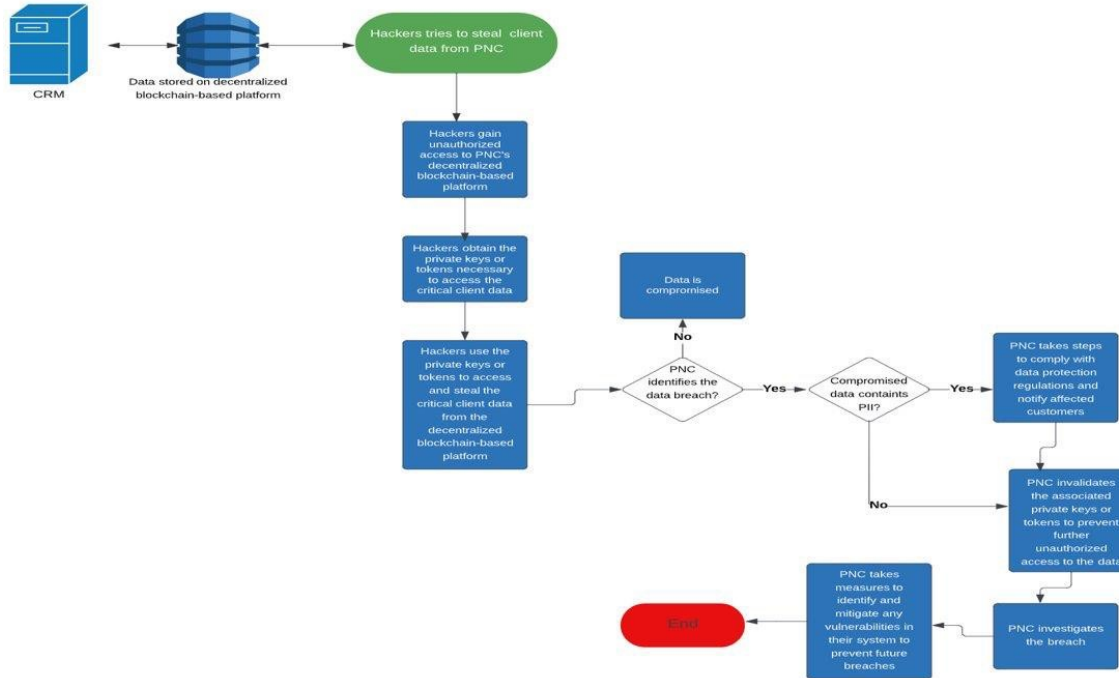 Hackers tries to steal client
data from PNC
CRM
Data stored on decentralized
blockchain-based platform
Hackers gain
unauthorized
access to PNC's
decentralized
blockchain-based
platform
Hackers obtain the
private keys or
tokens necessary
to access the
critical client data
Hackers use the
private keys or
tokens to access
and steal the
critical client data
from the
decentralized
blockchain-based
platform
Data is
compromised
No
PNC
identifies the
data breach?
Yes
Compromised
data containts
PII?
Yes
PNC takes steps
to comply with
data protection
regulations and
notify affected
customers
No
PNC invalidates
the associated
private keys or
tokens to prevent
further
unauthorized
access to the data
PNC investigates
the breach
PNC takes
measures to
identify and
mitigate any
vulnerabilities in
their system to
prevent future
breaches
End